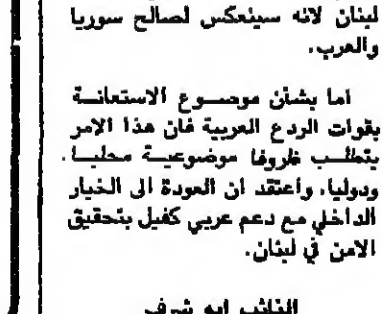 لبنان لانه سينعكس لصالح سوريا
والعرب.
اما بشأن موضوع الاستعانة
بقوات الردع العربية فان هذا الامر
يتطلب ظروفا موضوعية محليا
ودوليا، واعتقد ان العودة الى الخيار
الداخلي مع دعم عربي كفيل بتحقيق
الامن في لبنان.
النائب ابو شرف